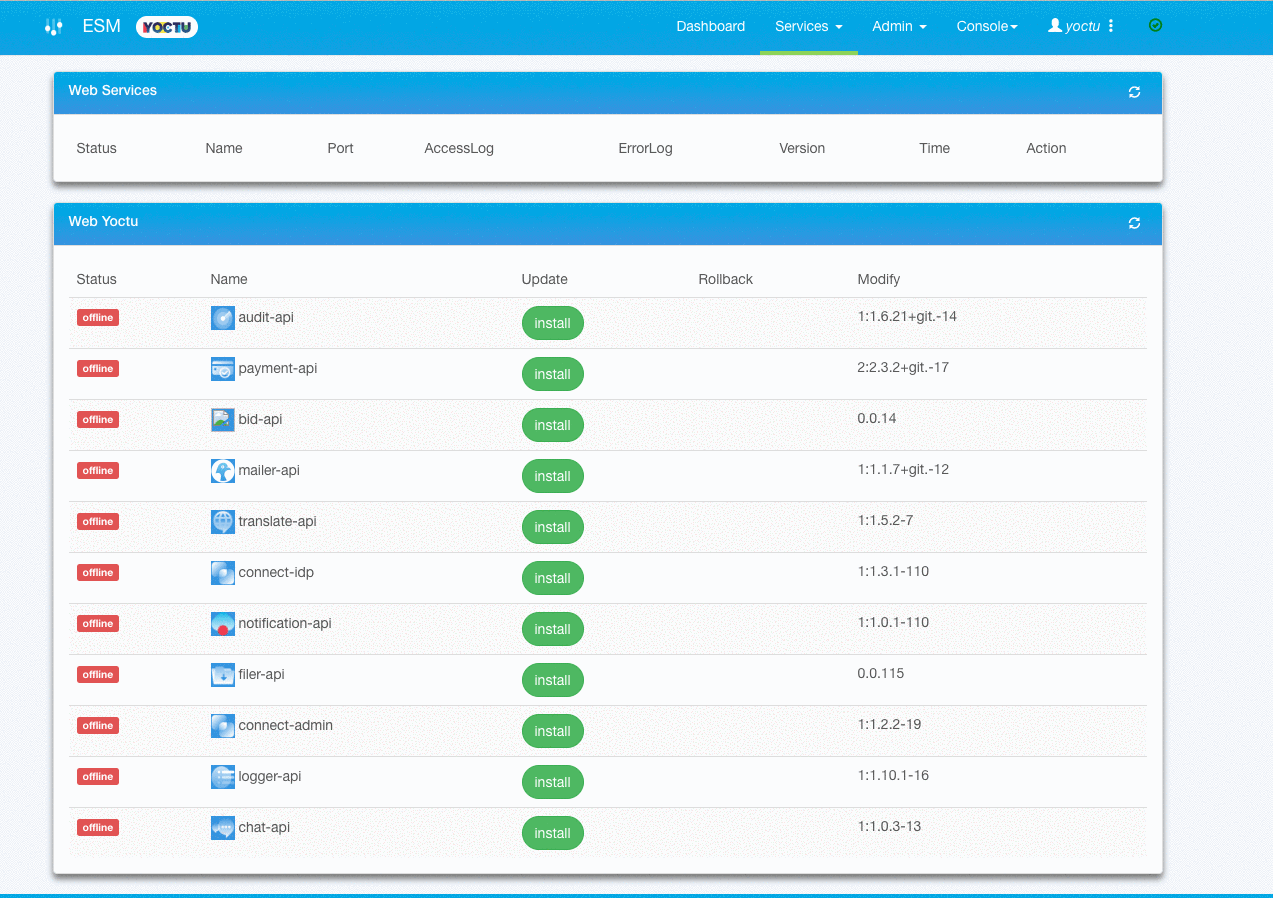 ESM YOCTU Dashboard Services Admin Console yoctu
Web Services
Status Name Port AccessLog ErrorLog Version Time Action
Web Yoctu
Status Name Update Rollback Modify
offline audit-api install 1:1.6.21+git.-14
offline payment-api install 2:2.3.2+git.-17
offline bid-api install 0.0.14
offline mailer-api install 1:1.1.7+git.-12
offline translate-api install 1:1.5.2-7
offline connect-idp install 1:1.3.1-110
offline notification-api install 1:1.0.1-110
offline filer-api install 0.0.115
offline connect-admin install 1:1.2.2-19
offline logger-api install 1:1.10.1-16
offline chat-api install 1:1.0.3-13